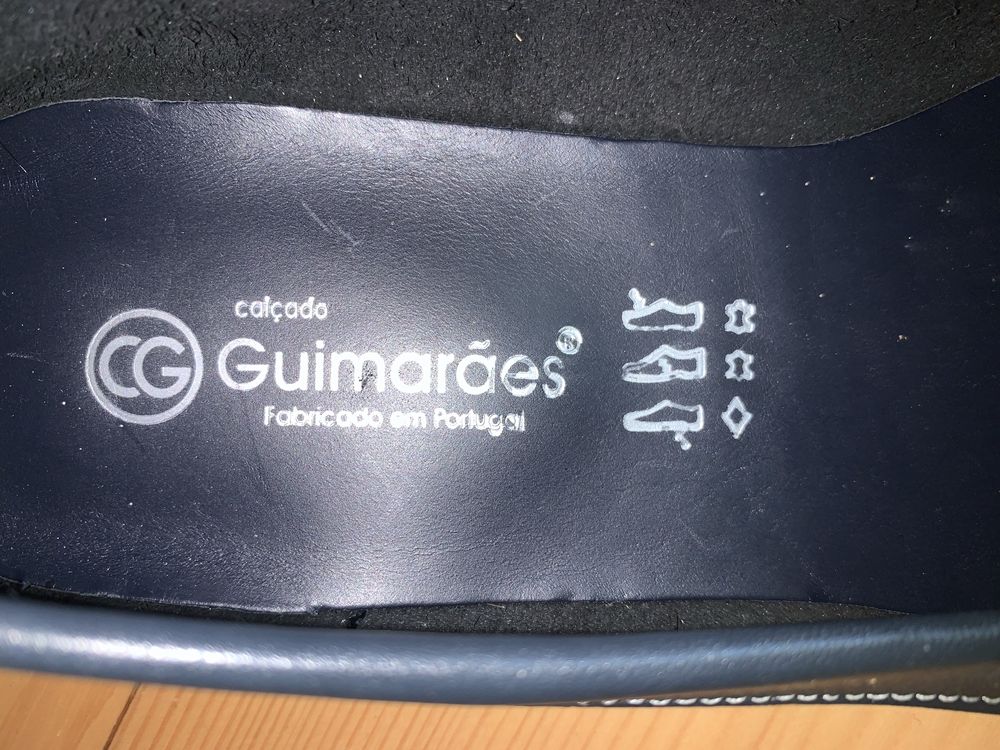 calçado
CG
Guimarães®
Fabricado em Portugal